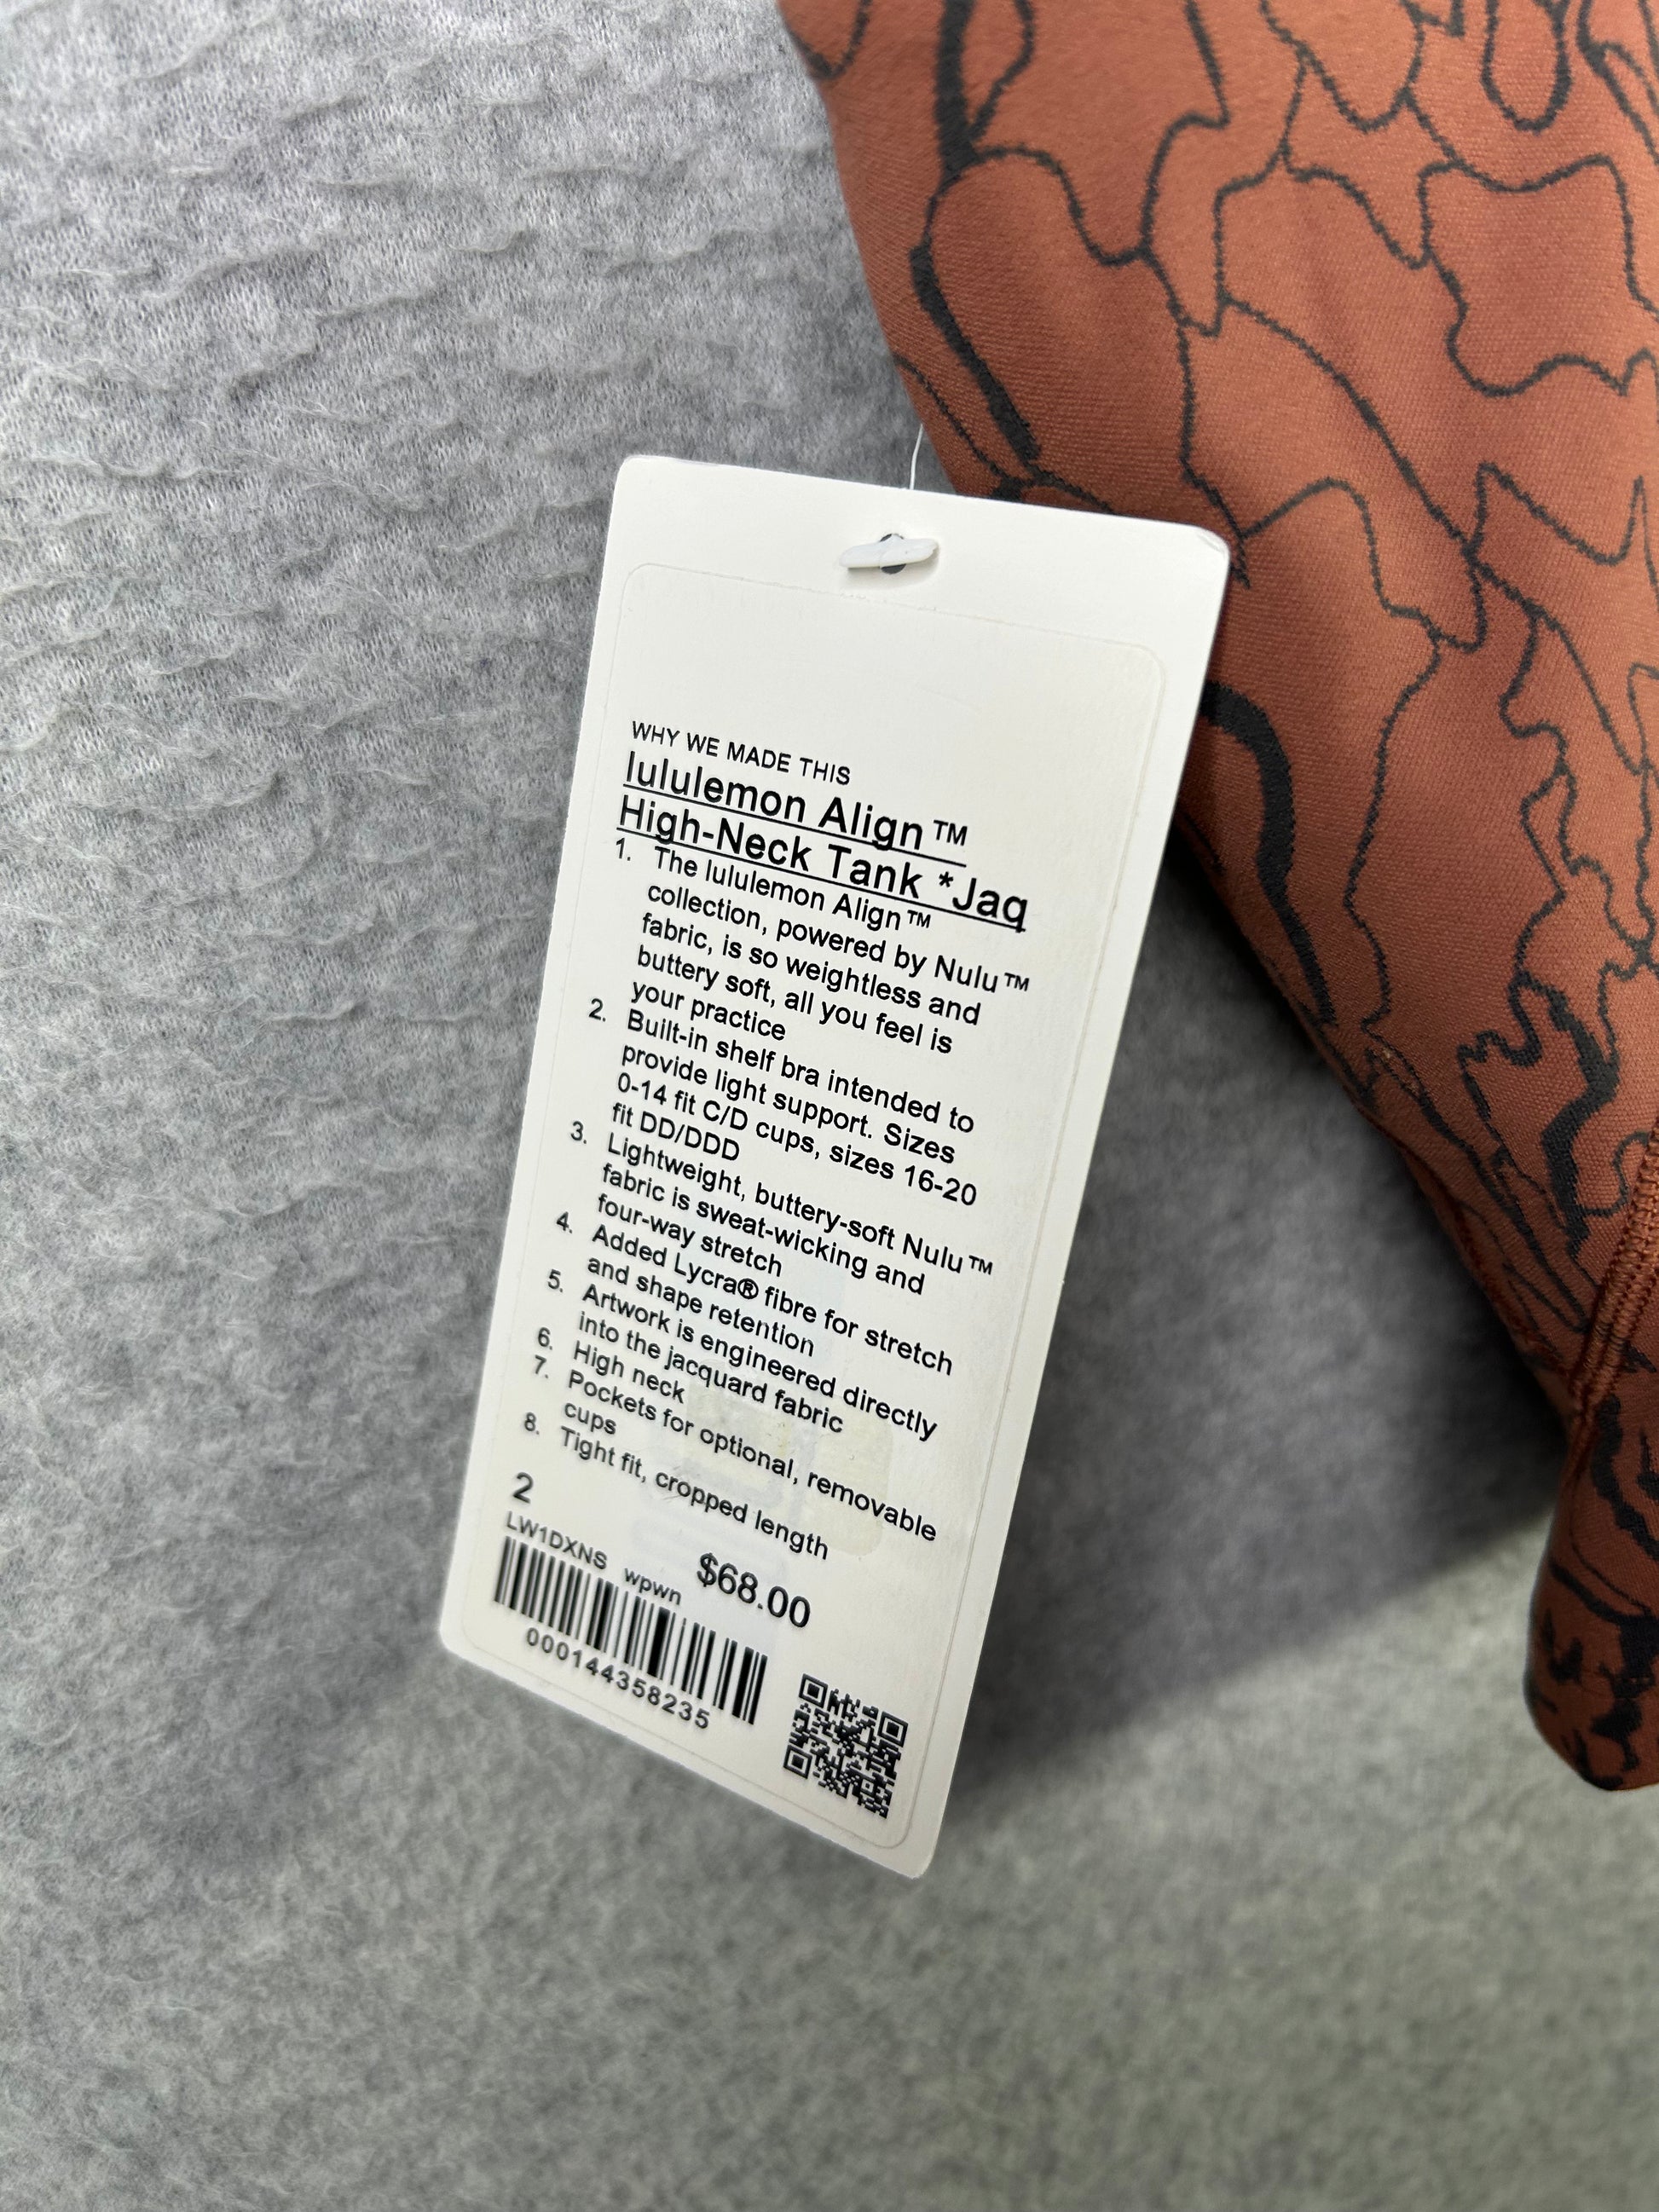 WHY WE MADE THIS
lululemon Align™
High-Neck Tank *Jaq
1. The lululemon Align™
collection, powered by Nulu™
fabric, is so weightless and
buttery soft, all you feel is
your practice
2. Built-in shelf bra intended to
provide light support. Sizes
0-14 fit C/D cups, sizes 16-20
fit DD/DDD
3. Lightweight, buttery-soft Nulu™
fabric is sweat-wicking and
four-way stretch
4. Added Lycra® fibre for stretch
and shape retention
5. Artwork is engineered directly
into the jacquard fabric
6. High neck
7. Pockets for optional, removable
cups
8. Tight fit, cropped length
2
LW1DXNS wpwn $68.00
000144358235